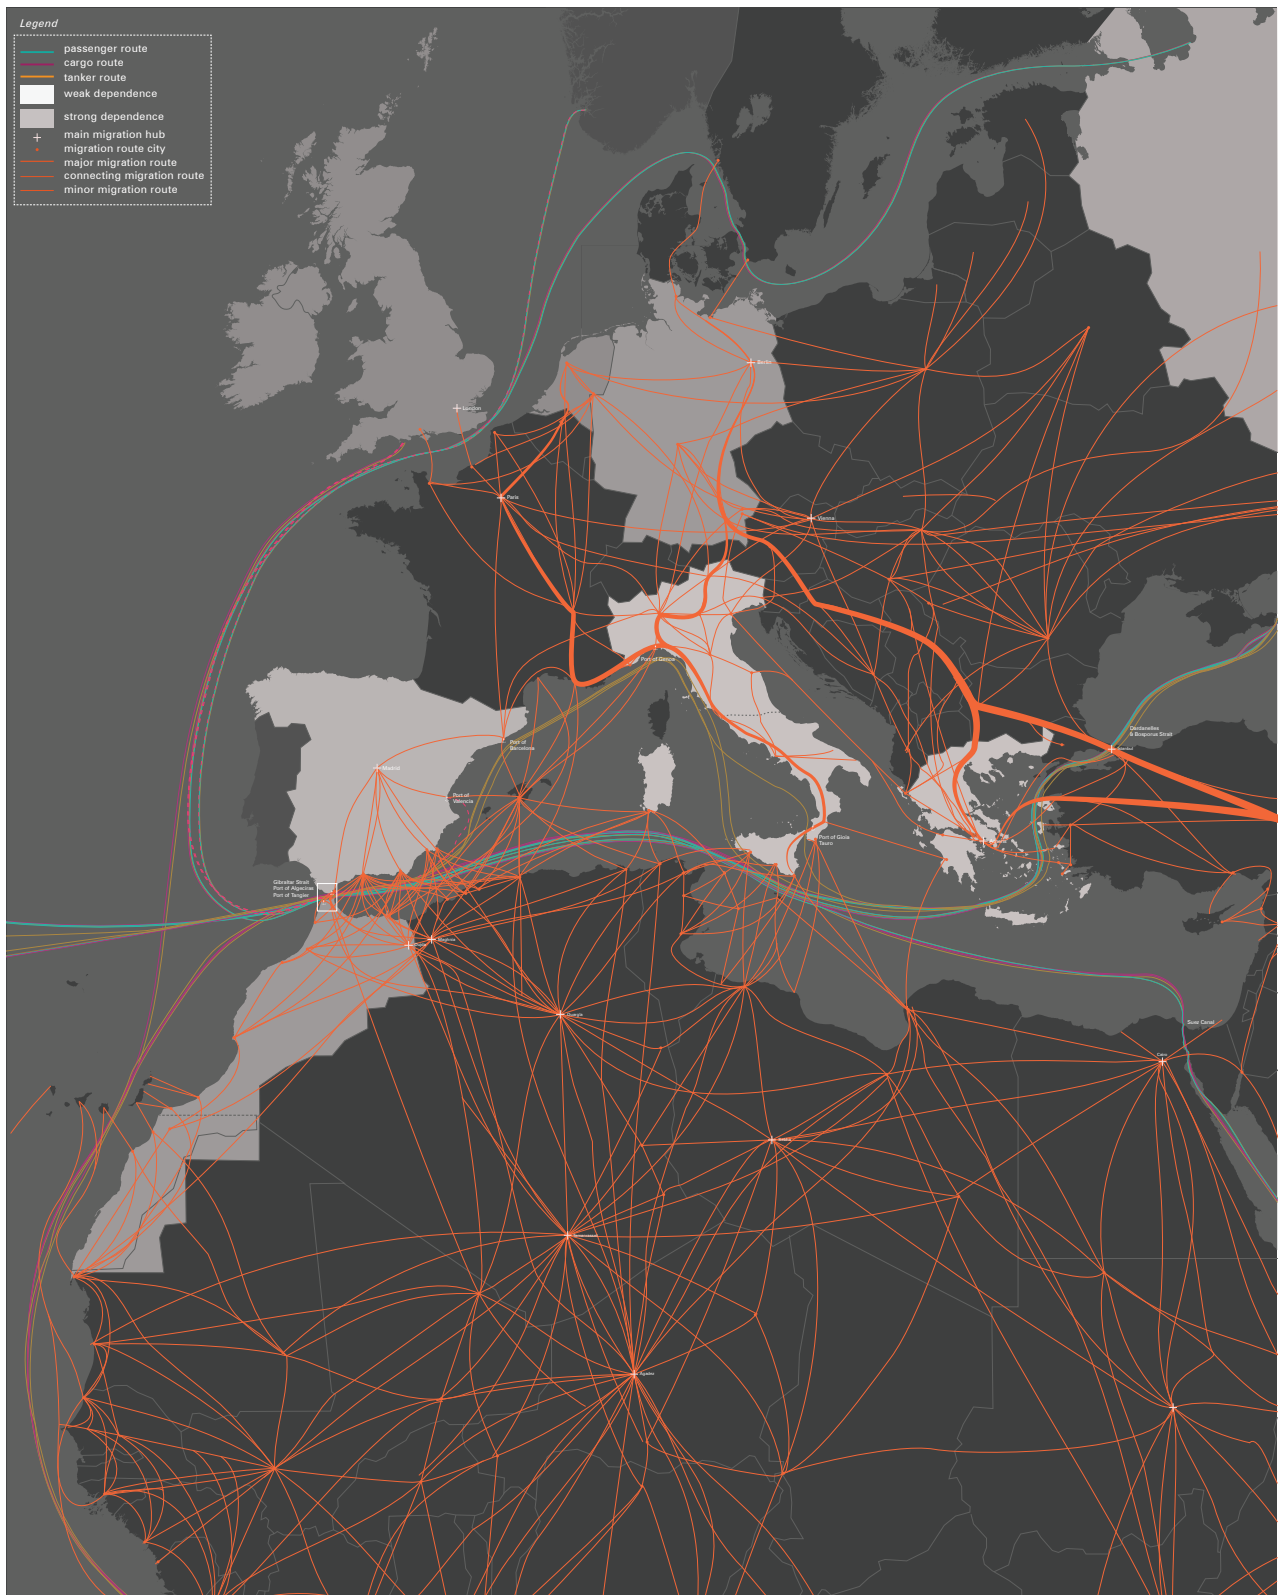 Legend
passenger route
cargo route
tanker route
weak dependence
strong dependence
main migration hub
migration route city
major migration route
connecting migration route
minor migration route
Berlin
London
Paris
Vienna
Port of Genoa
Dardanelles
& Bosporus Strait
Istanbul
Port of
Barcelona
Madrid
Port of
Valencia
Port of Gioia
Tauro
Gibraltar Strait
Port of Algeciras
Port of Tangier
Suse Canal
Cairo
Agadez